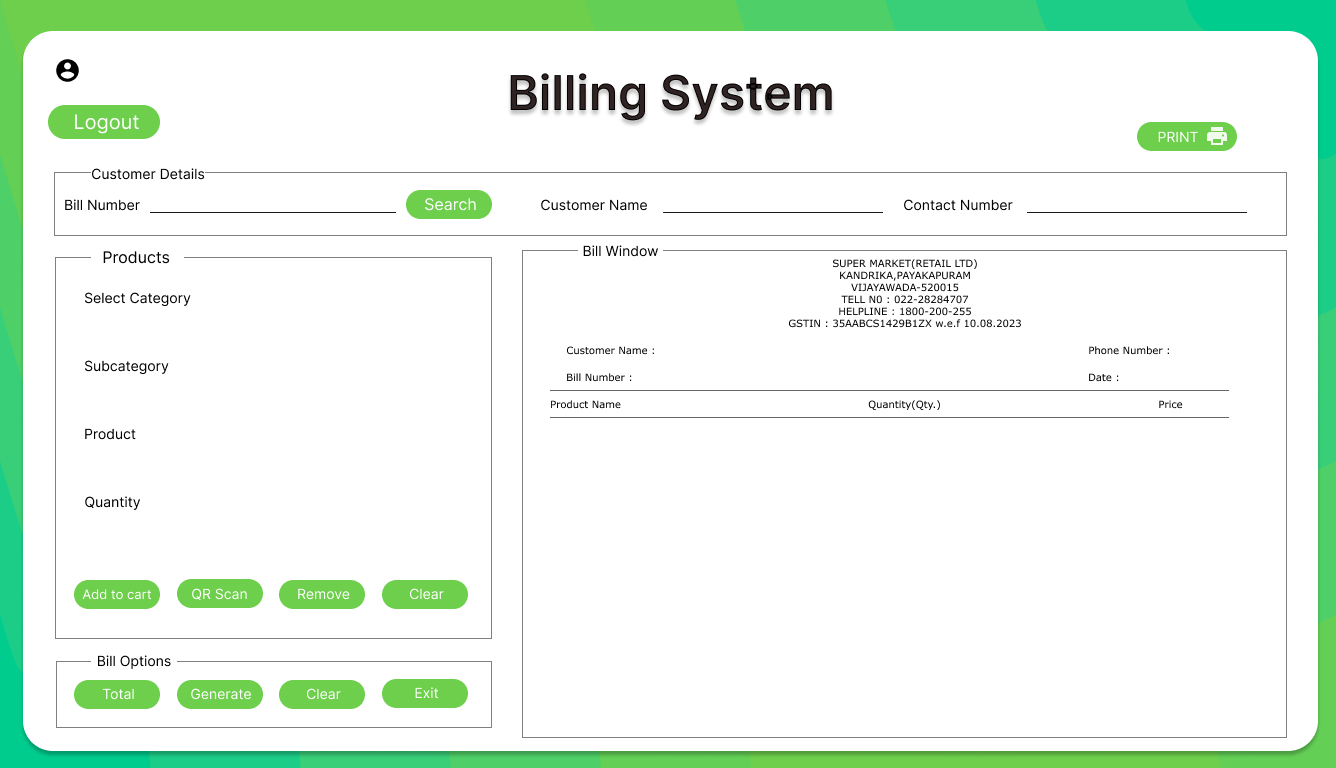 Billing System
Logout
PRINT
Customer Details
Bill Number
Search
Customer Name
Contact Number
Products
Select Category
Subcategory
Product
Quantity
Add to cart
QR Scan
Remove
Clear
Bill Options
Total
Generate
Clear
Exit
Bill Window
SUPER MARKET(RETAIL LTD)
KANDRIKA,PAYAKAPURAM
VIJAYAWADA-520015
TELL N0 : 022-28284707
HELPLINE : 1800-200-255
GSTIN : 35AABCS1429B1ZX w.e.f 10.08.2023
Customer Name :
Phone Number :
Bill Number :
Date :
Product Name
Quantity(Qty.)
Price